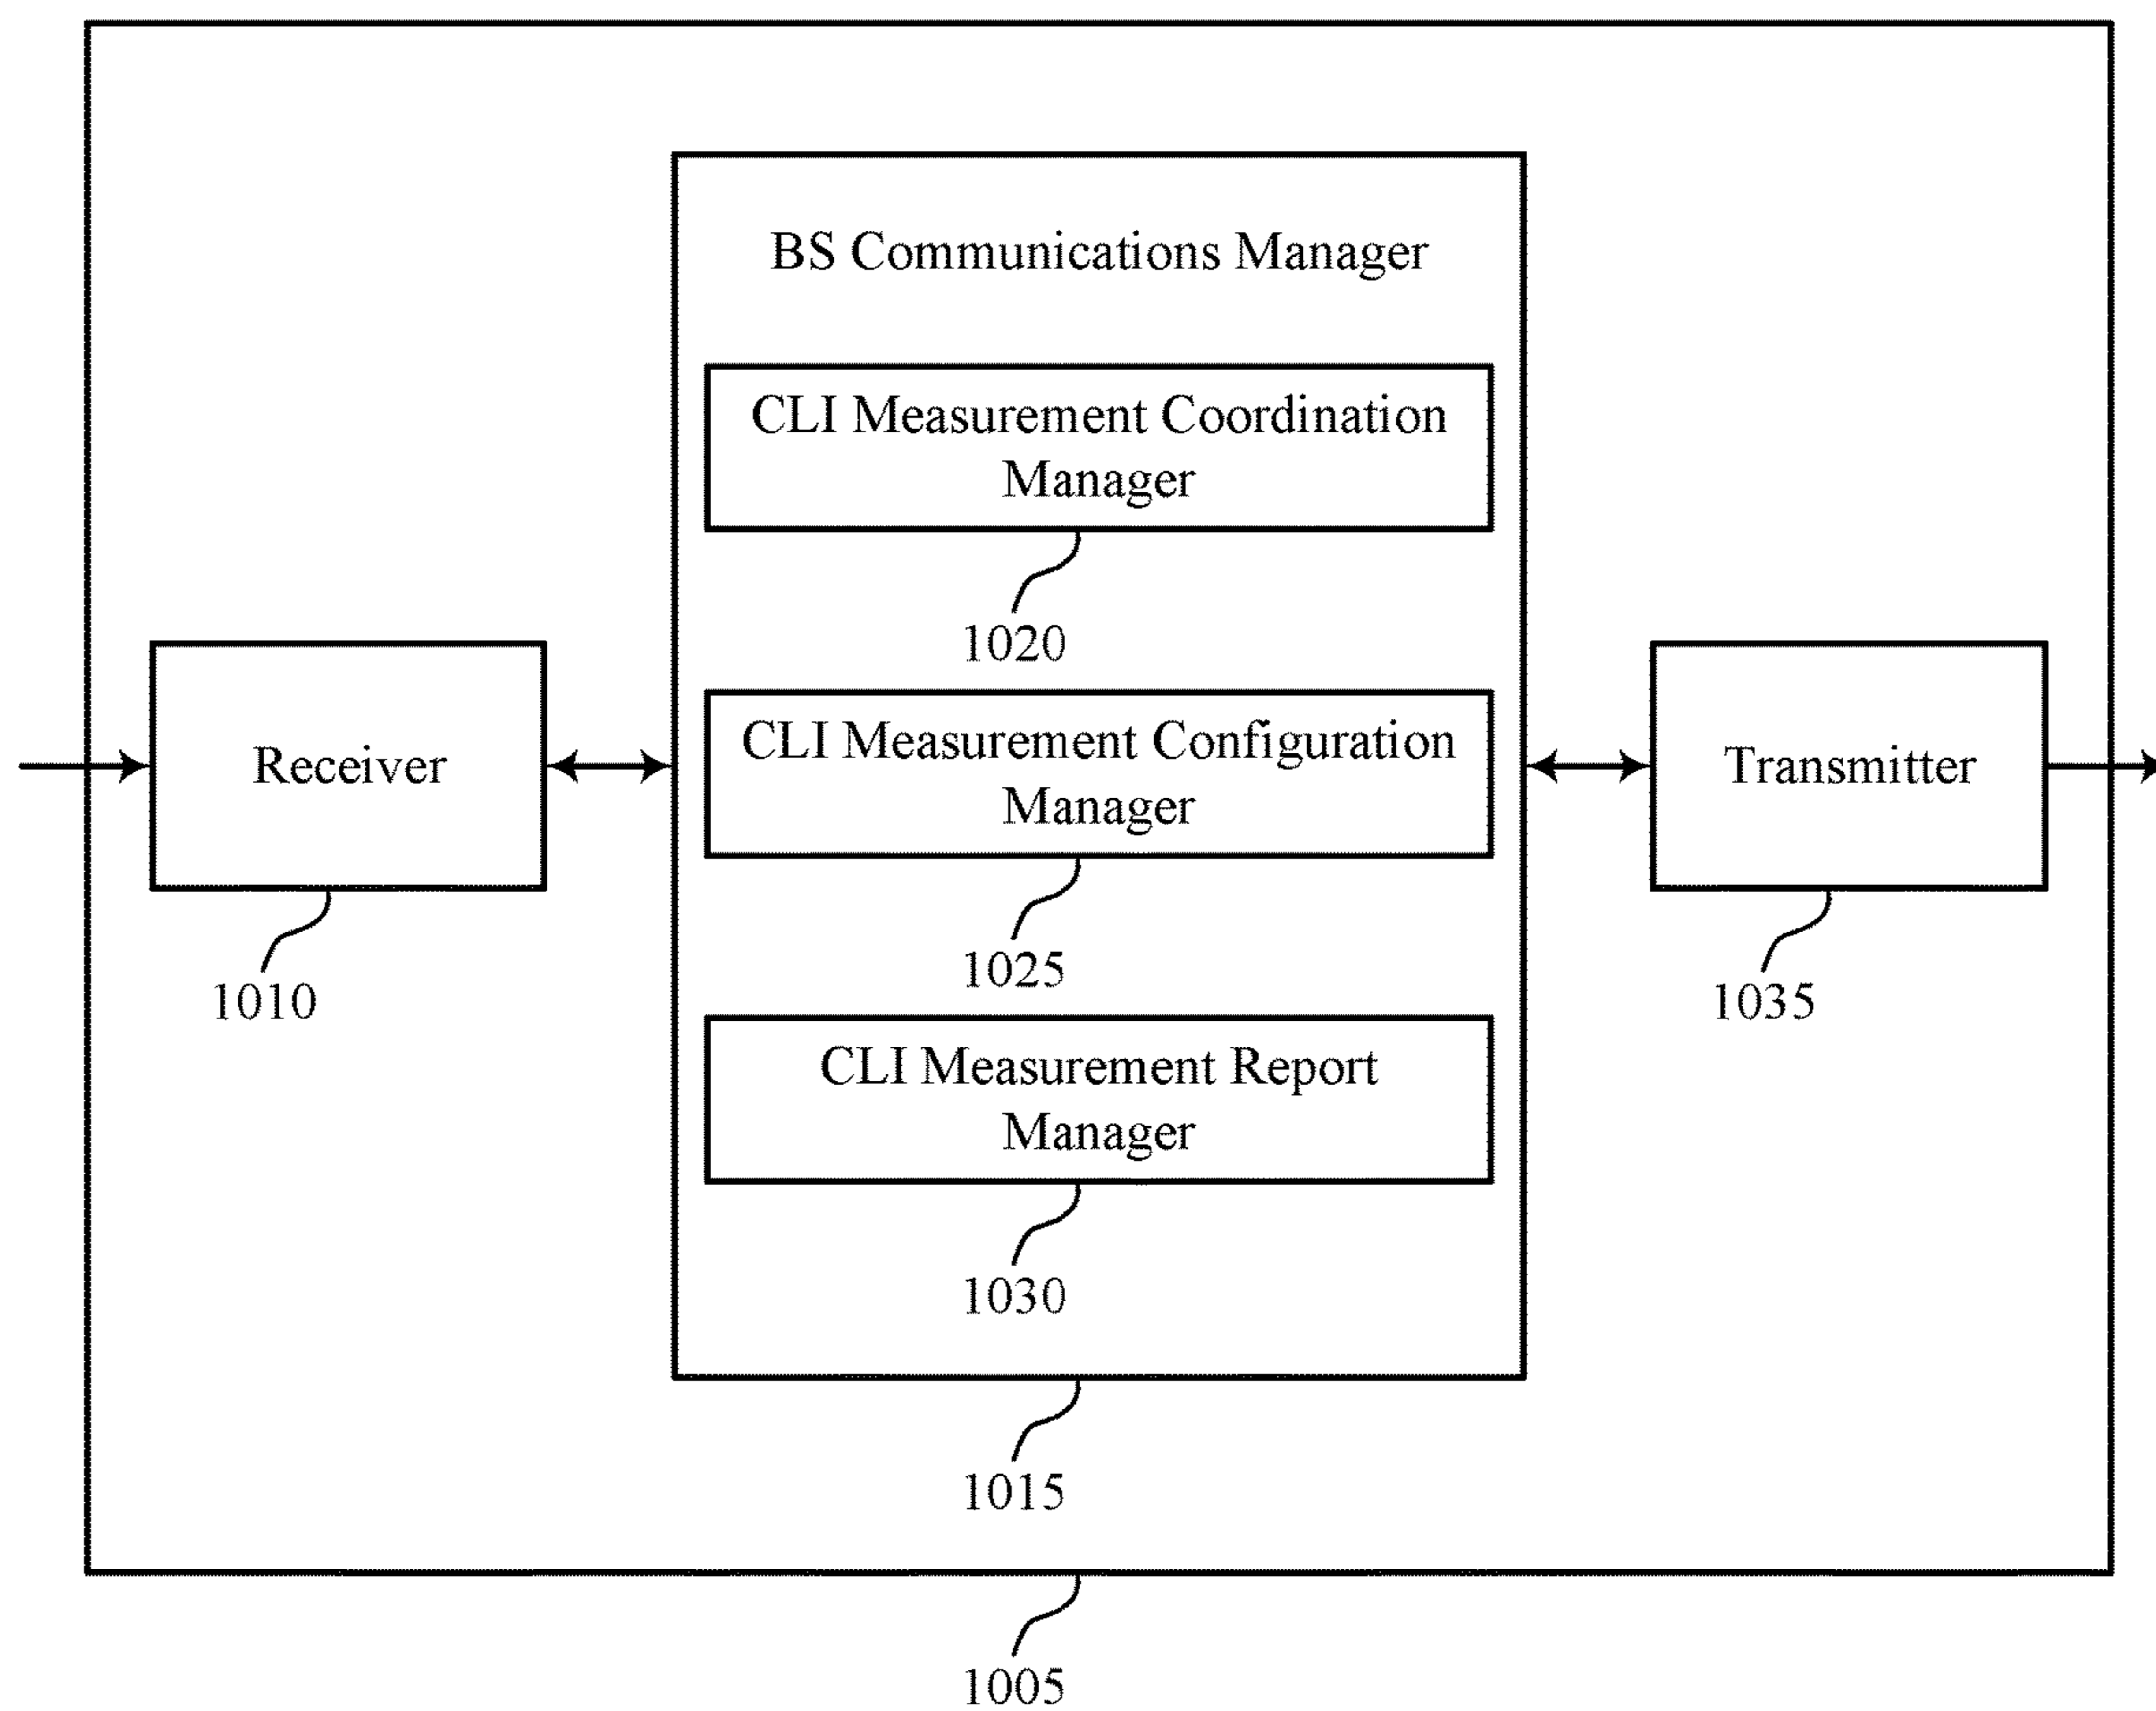 BS Communications Manager
CLI Measurement Coordination
Manager
1020
Receiver
1010
CLI Measurement Configuration
Manager
1025
Transmitter
1035
CLI Measurement Report
Manager
1030
1015
1005